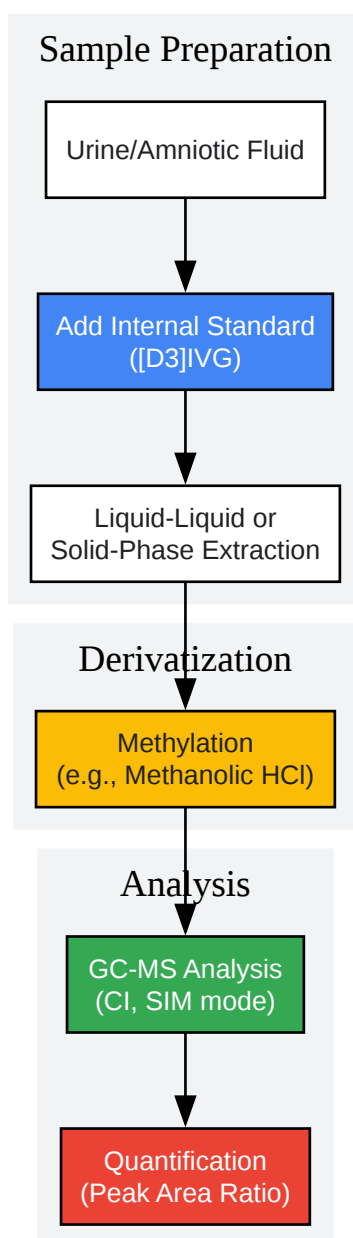 Sample Preparation
Urine/Amniotic Fluid
Add Internal Standard
([D3]IVG)
Liquid-Liquid or
Solid-Phase Extraction
Derivatization
Methylation
(e.g., Methanolic HCl)
Analysis
GC-MS Analysis
(CI, SIM mode)
Quantification
(Peak Area Ratio)